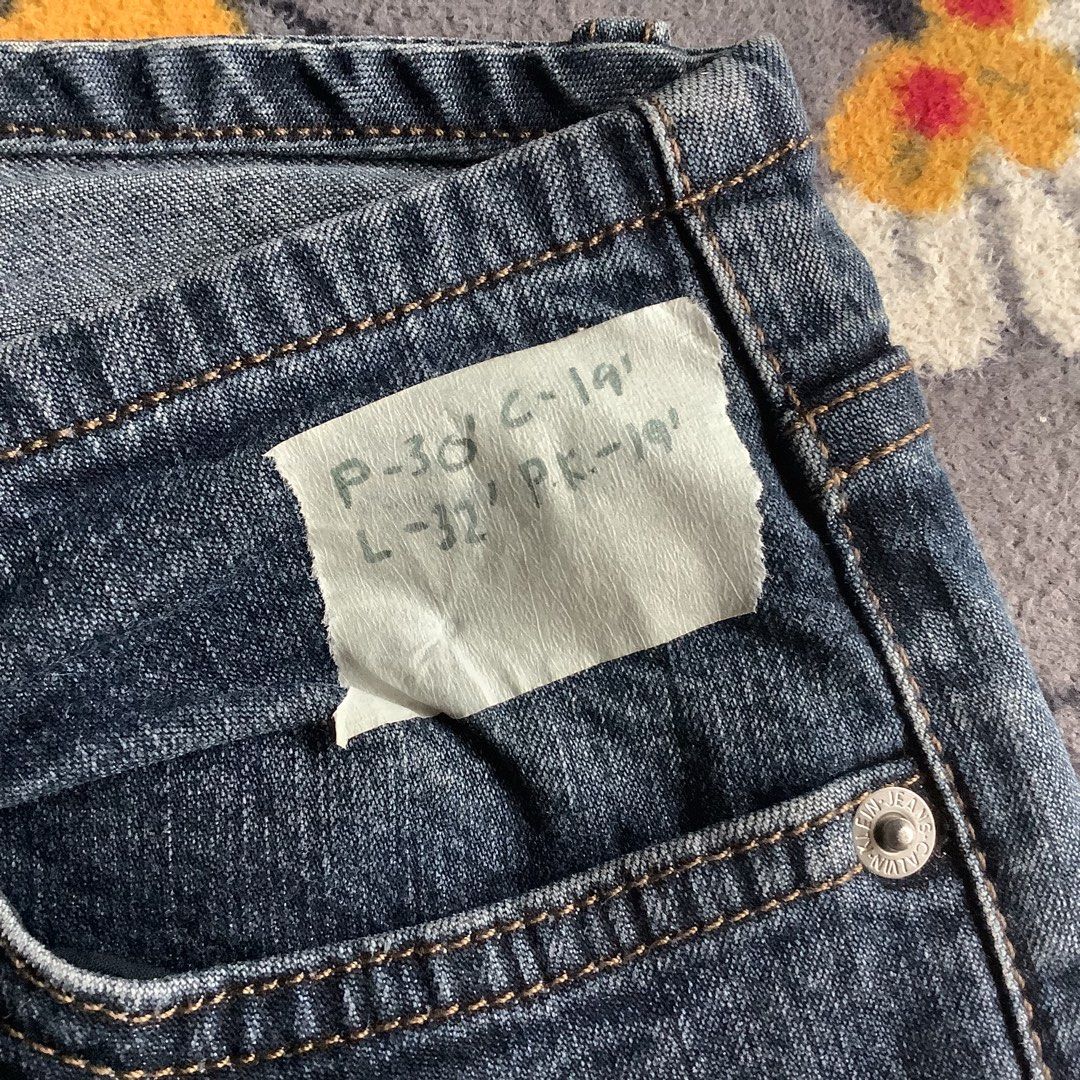 P-30' C-19'
L-32' P.K.-19'
KLEIN·JEANS·CALVIN